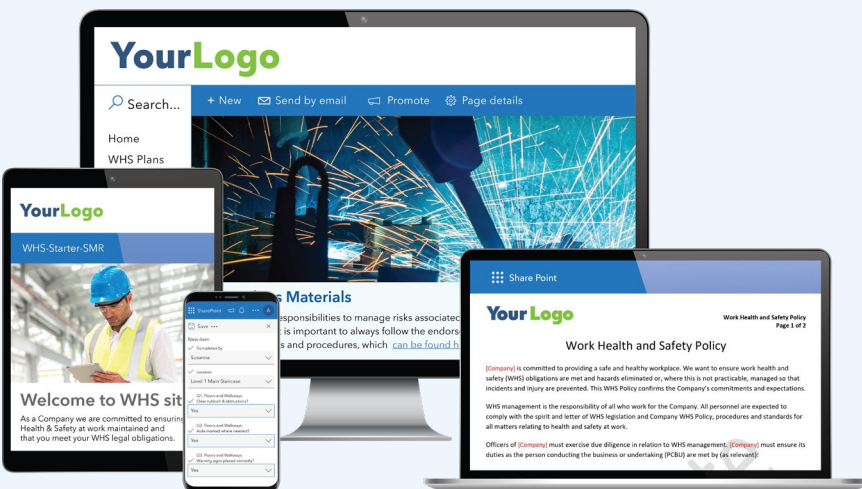 YourLogo
Search...
+ New
Send by email
Promote
Page details
Home
WHS Plans
Materials
esponsibilities to manage risks associated
is important to always follow the endors
s and procedures, which can be found h
YourLogo
WHS-Starter-SMR
Welcome to WHS sit
As a Company we are committed to ensuring
Health & Safety at work maintained and
that you meet your WHS legal obligations.
SharePoint
Save
New item
Completed by
Susanna
Location
Level 1 Main Staircase
Q1. Floors and Walkways
Yes
Q2. Floors and Walkways
Aisle marked where needed?
Yes
Q3. Floors and Walkways
Warning signs placed correctly?
Yes
Share Point
Your Logo
Work Health and Safety Policy
Page 1 of 2
Work Health and Safety Policy
[Company] is committed to providing a safe and healthy workplace. We want to ensure work health and
safety (WHS) obligations are met and hazards eliminated or, where this is not practicable, managed so that
incidents and injury are prevented. This WHS Policy confirms the Company's commitments and expectations.
WHS management is the responsibility of all who work for the Company. All personnel are expected to
comply with the spirit and letter of WHS legislation and Company WHS Policy, procedures and standards for
all matters relating to health and safety at work.
Officers of [Company] must exercise due diligence in relation to WHS management. [Company] must ensure its
duties as the person conducting the business or undertaking (PCBU) are met by (as relevant):